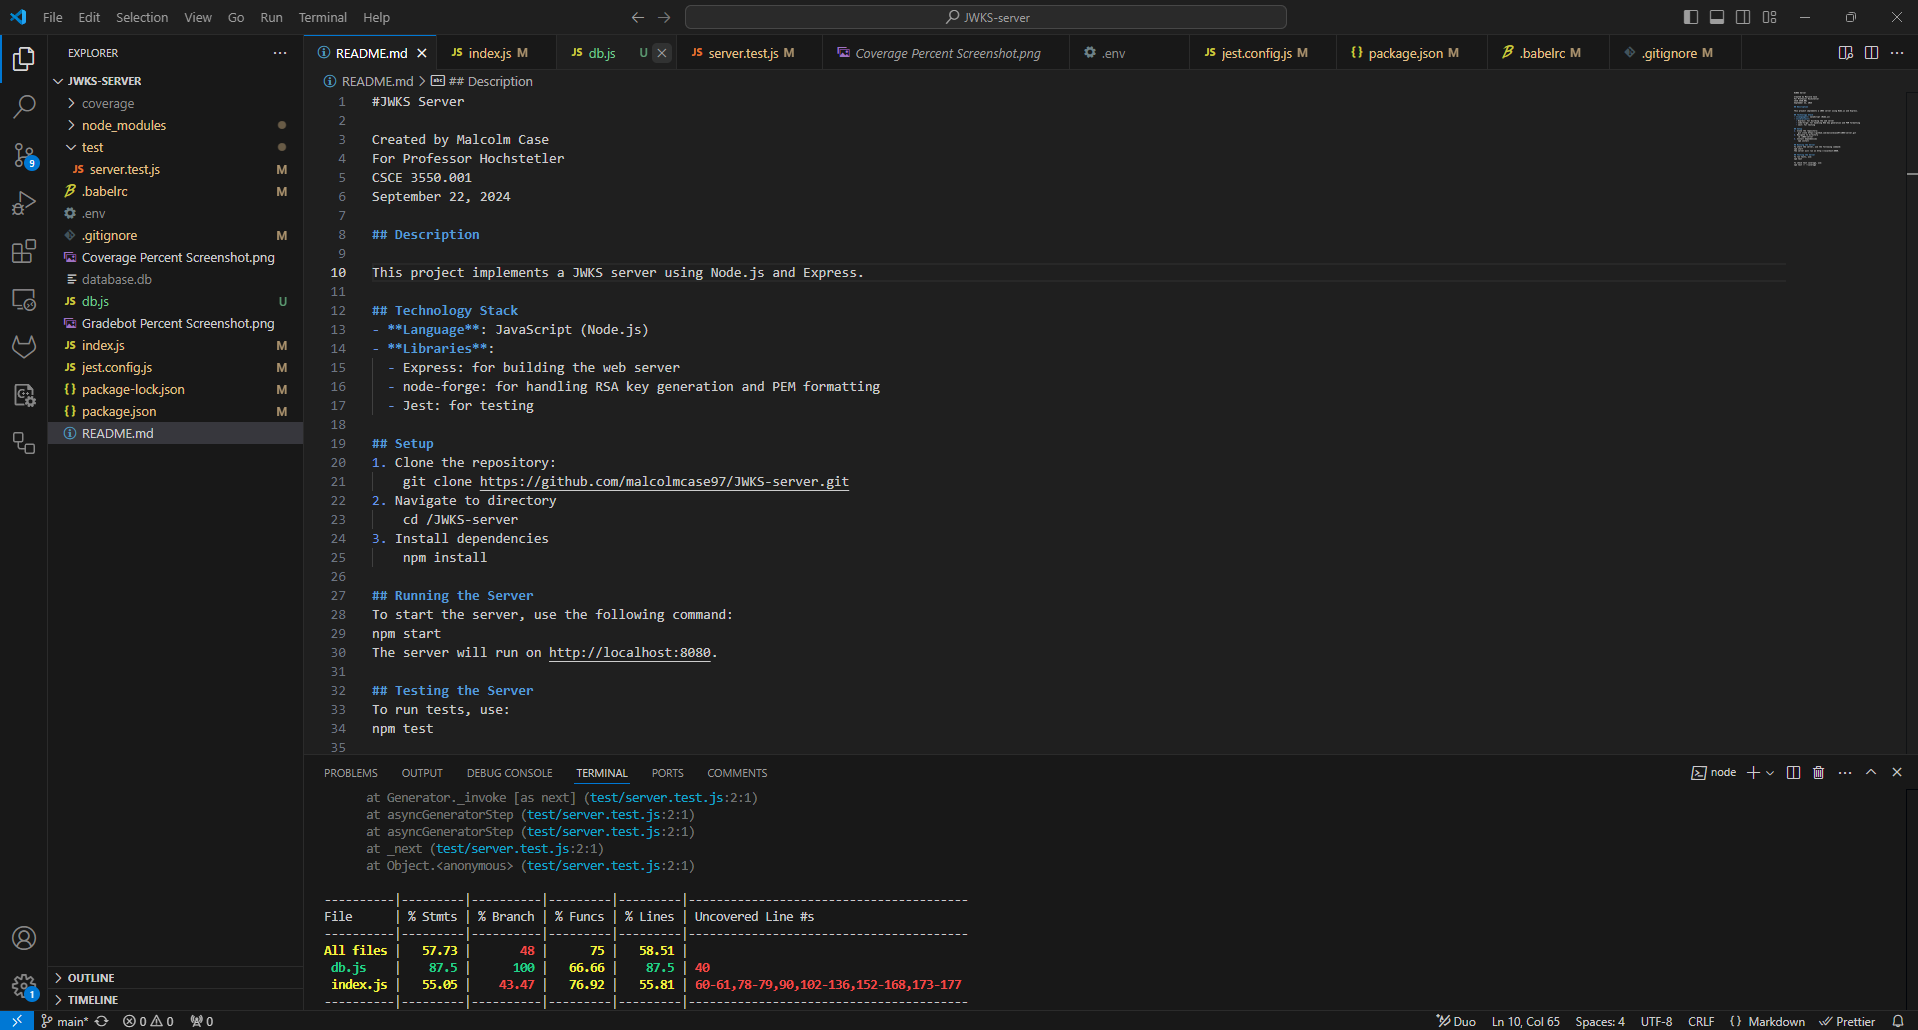 File Edit Selection View Go Run Terminal Help
JWKS-server
EXPLORER
JWKS-SERVER
coverage
node_modules
test
JS server.test.js M
.babelrc M
.env
.gitignore M
Coverage Percent Screenshot.png
database.db
JS db.js U
Gradebot Percent Screenshot.png
JS index.js M
JS jest.config.js M
{} package-lock.json M
{} package.json M
README.md
OUTLINE
TIMELINE
9
1
README.md JS index.js M JS db.js U JS server.test.js M Coverage Percent Screenshot.png .env JS jest.config.js M {} package.json M .babelrc M .gitignore M
README.md > abc ## Description
1 #JWKS Server
2
3 Created by Malcolm Case
4 For Professor Hochstetler
5 CSCE 3550.001
6 September 22, 2024
7
8 ## Description
9
10 This project implements a JWKS server using Node.js and Express.
11
12 ## Technology Stack
13 - **Language**: JavaScript (Node.js)
14 - **Libraries**:
15 - Express: for building the web server
16 - node-forge: for handling RSA key generation and PEM formatting
17 - Jest: for testing
18
19 ## Setup
20 1. Clone the repository:
21 git clone https://github.com/malcolmcase97/JWKS-server.git
22 2. Navigate to directory
23 cd /JWKS-server
24 3. Install dependencies
25 npm install
26
27 ## Running the Server
28 To start the server, use the following command:
29 npm start
30 The server will run on http://localhost:8080.
31
32 ## Testing the Server
33 To run tests, use:
34 npm test
35
PROBLEMS OUTPUT DEBUG CONSOLE TERMINAL PORTS COMMENTS
node
at Generator._invoke [as next] (test/server.test.js:2:1)
at asyncGeneratorStep (test/server.test.js:2:1)
at asyncGeneratorStep (test/server.test.js:2:1)
at _next (test/server.test.js:2:1)
at Object.<anonymous> (test/server.test.js:2:1)
----------|---------|----------|---------|---------|----------------------------------------
File | % Stmts | % Branch | % Funcs | % Lines | Uncovered Line #s
----------|---------|----------|---------|---------|----------------------------------------
All files | 57.73 | 48 | 75 | 58.51 |
db.js | 87.5 | 100 | 66.66 | 87.5 | 40
index.js | 55.05 | 43.47 | 76.92 | 55.81 | 60-61,78-79,90,102-136,152-168,173-177
----------|---------|----------|---------|---------|----------------------------------------
main* 0 0 0 Duo Ln 10, Col 65 Spaces: 4 UTF-8 CRLF {} Markdown Prettier